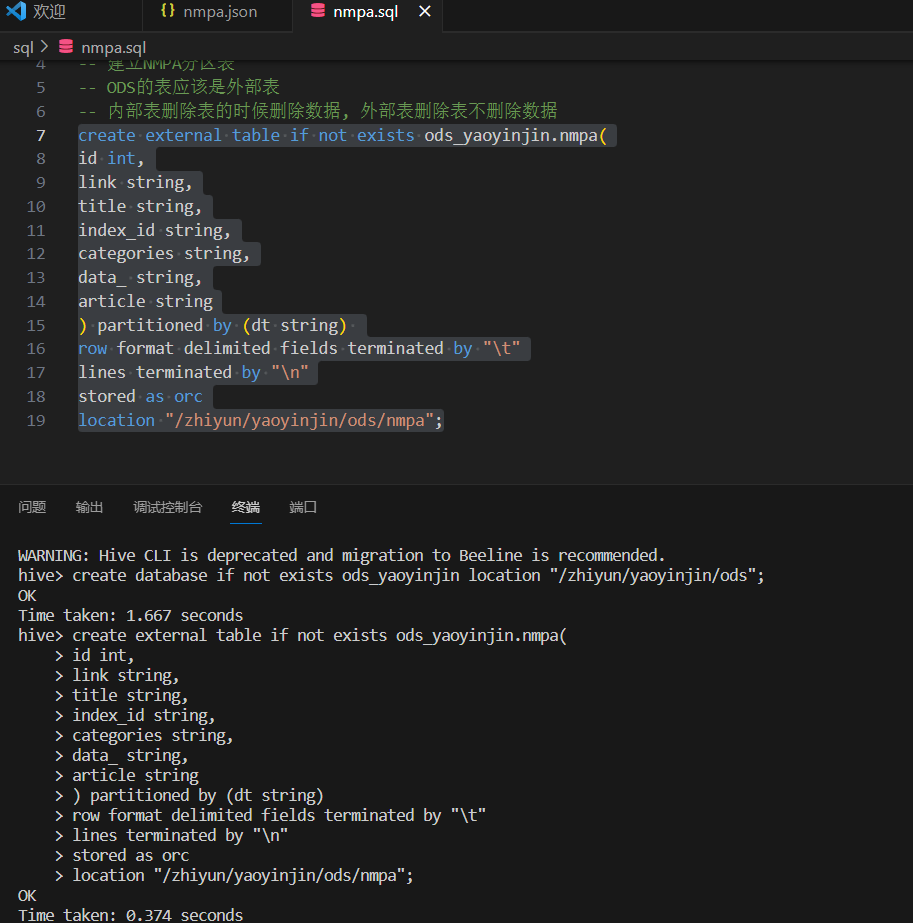 欢迎
{} nmpa.json
nmpa.sql ×
sql > nmpa.sql
4 -- 建立NMPA分区表
5 -- ODS的表应该是外部表
6 -- 内部表删除表的时候删除数据, 外部表删除表不删除数据
7 create external table if not exists ods_yaoyinjin.nmpa(
8 id int,
9 link string,
10 title string,
11 index_id string,
12 categories string,
13 data_ string,
14 article string
15 ) partitioned by (dt string)
16 row format delimited fields terminated by "\t"
17 lines terminated by "\n"
18 stored as orc
19 location "/zhiyun/yaoyinjin/ods/nmpa";
问题 输出 调试控制台 终端 端口
WARNING: Hive CLI is deprecated and migration to Beeline is recommended.
hive> create database if not exists ods_yaoyinjin location "/zhiyun/yaoyinjin/ods";
OK
Time taken: 1.667 seconds
hive> create external table if not exists ods_yaoyinjin.nmpa(
> id int,
> link string,
> title string,
> index_id string,
> categories string,
> data_ string,
> article string
> ) partitioned by (dt string)
> row format delimited fields terminated by "\t"
> lines terminated by "\n"
> stored as orc
> location "/zhiyun/yaoyinjin/ods/nmpa";
OK
Time taken: 0.374 seconds